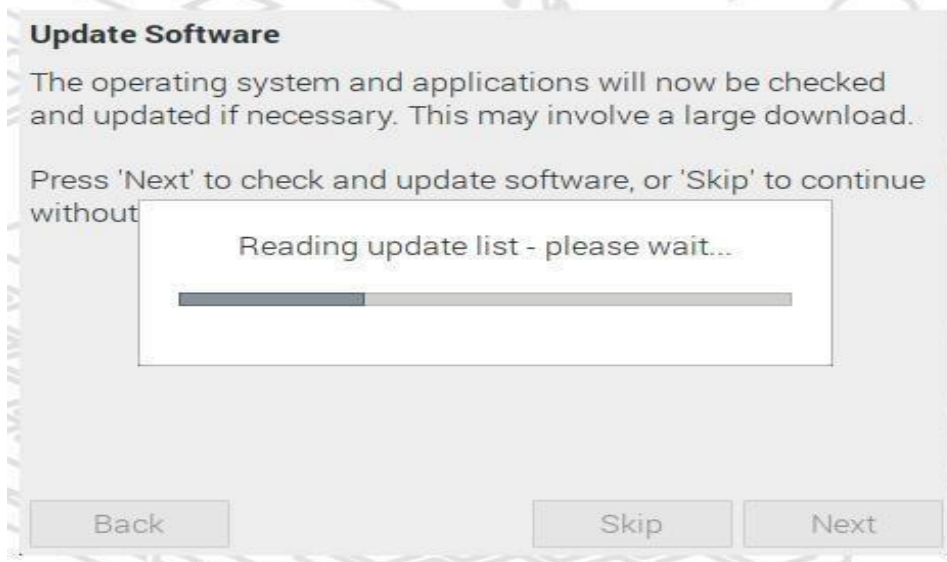 Update Software
The operating system and applications will now be checked
and updated if necessary. This may involve a large download.
Press 'Next' to check and update software, or 'Skip' to continue
without
Reading update list - please wait...
Back
Skip
Next